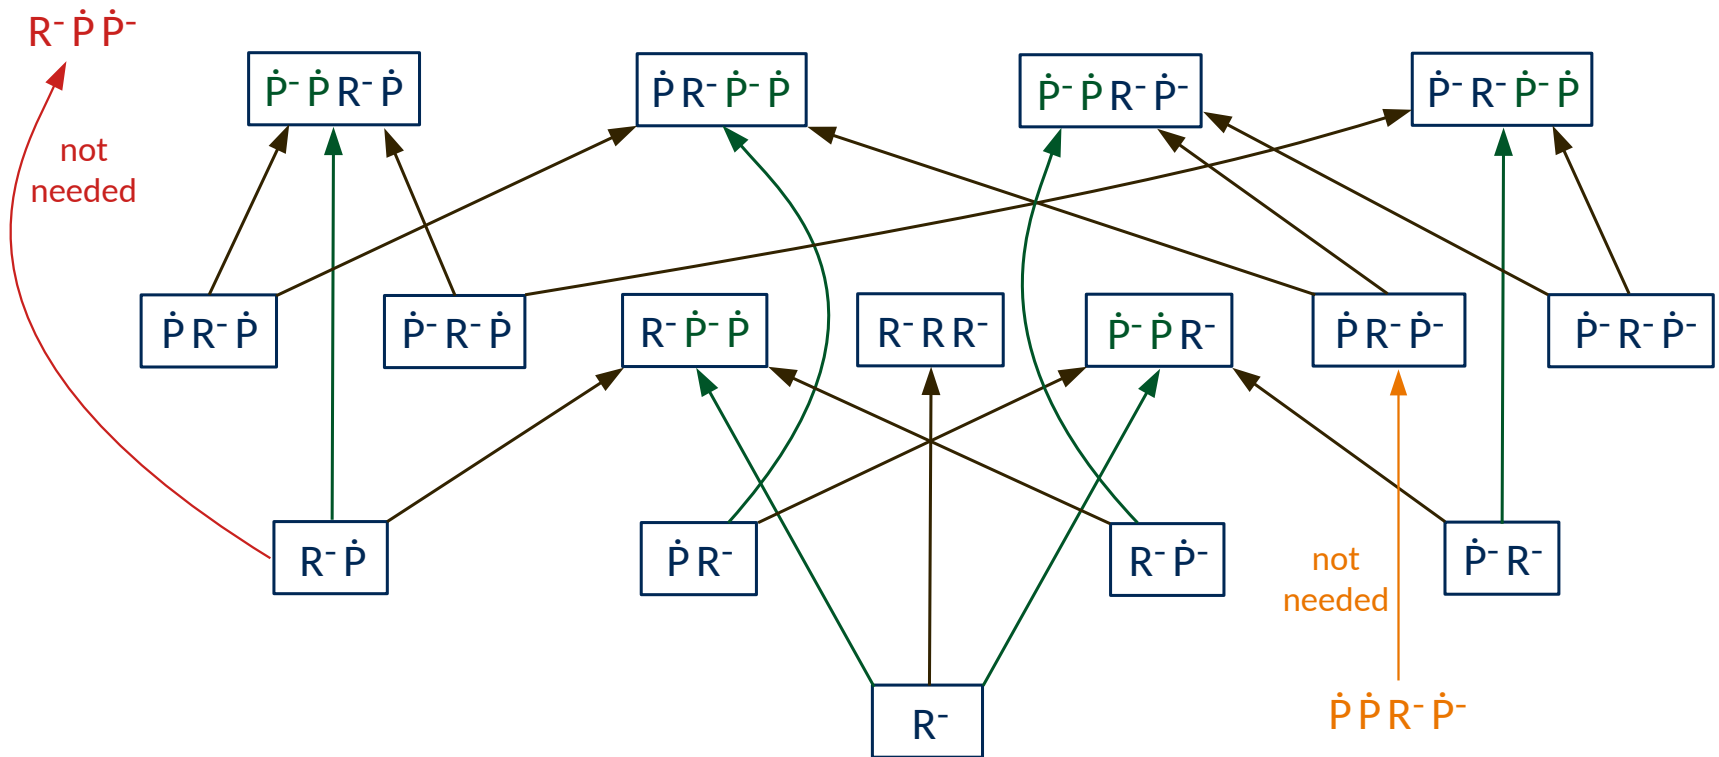 R⁻ Ṗ Ṗ⁻
Ṗ⁻ Ṗ R⁻ Ṗ
Ṗ R⁻ Ṗ⁻ Ṗ
Ṗ⁻ Ṗ R⁻ Ṗ⁻
Ṗ⁻ R⁻ Ṗ⁻ Ṗ
not
needed
Ṗ R⁻ Ṗ
Ṗ⁻ R⁻ Ṗ
R⁻ Ṗ⁻ Ṗ
R⁻ R R⁻
Ṗ⁻ Ṗ R⁻
Ṗ R⁻ Ṗ⁻
Ṗ⁻ R⁻ Ṗ⁻
R⁻ Ṗ
Ṗ R⁻
R⁻ Ṗ⁻
Ṗ⁻ R⁻
not
needed
R⁻
Ṗ Ṗ R⁻ Ṗ⁻